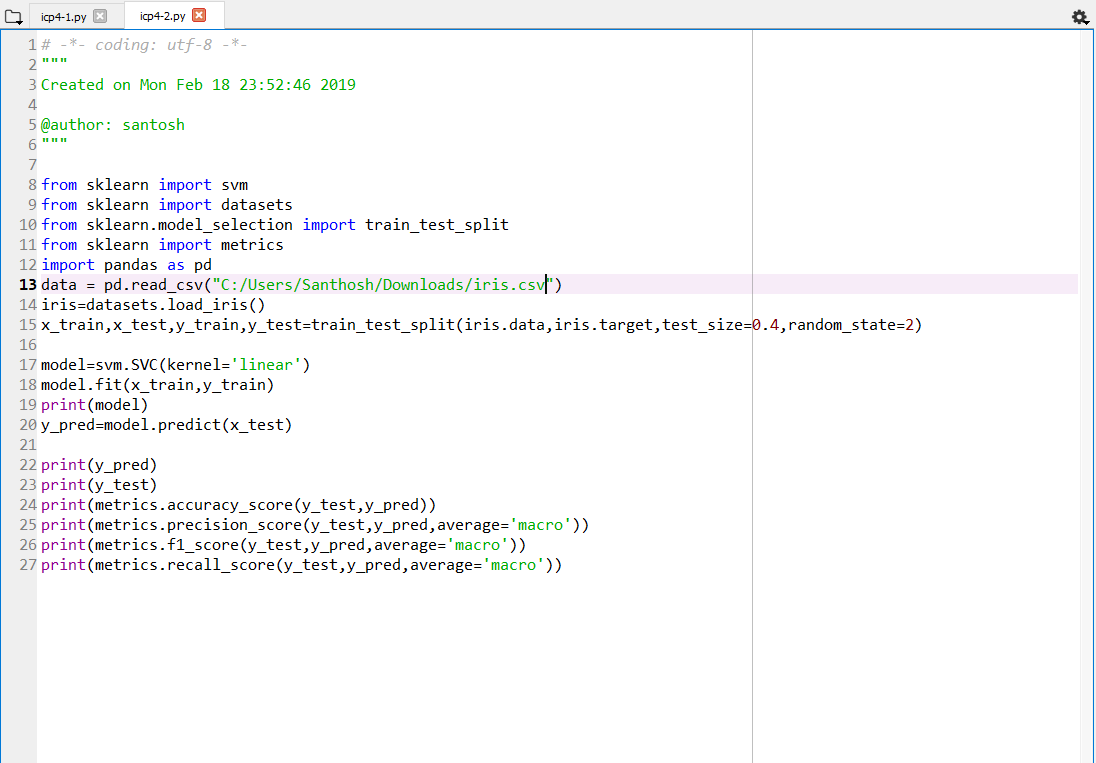 icp4-1.py icp4-2.py
1 # -*- coding: utf-8 -*-
2 """
3 Created on Mon Feb 18 23:52:46 2019
4
5 @author: santosh
6 """
7
8 from sklearn import svm
9 from sklearn import datasets
10 from sklearn.model_selection import train_test_split
11 from sklearn import metrics
12 import pandas as pd
13 data = pd.read_csv("C:/Users/Santhosh/Downloads/iris.csv")
14 iris=datasets.load_iris()
15 x_train,x_test,y_train,y_test=train_test_split(iris.data,iris.target,test_size=0.4,random_state=2)
16
17 model=svm.SVC(kernel='linear')
18 model.fit(x_train,y_train)
19 print(model)
20 y_pred=model.predict(x_test)
21
22 print(y_pred)
23 print(y_test)
24 print(metrics.accuracy_score(y_test,y_pred))
25 print(metrics.precision_score(y_test,y_pred,average='macro'))
26 print(metrics.f1_score(y_test,y_pred,average='macro'))
27 print(metrics.recall_score(y_test,y_pred,average='macro'))